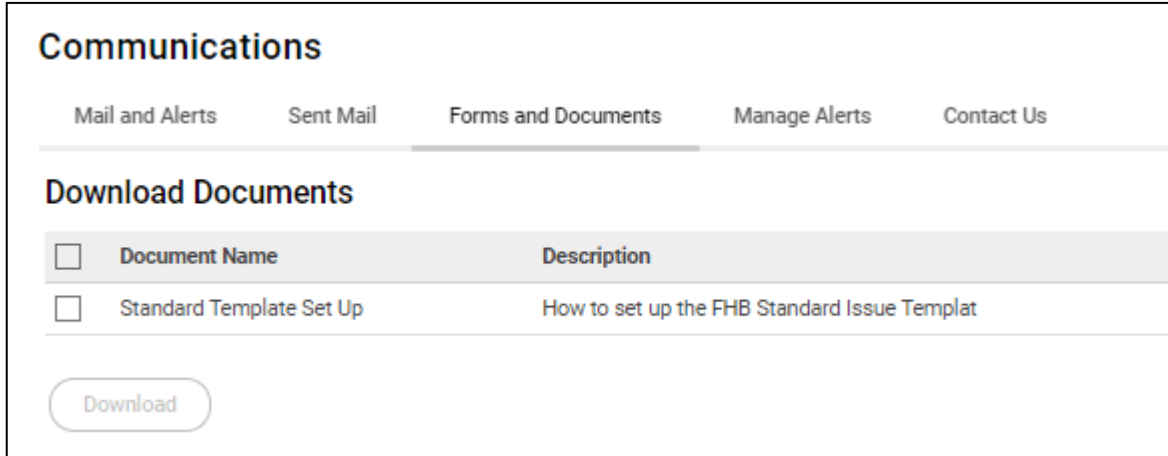 Communications
Mail and Alerts Sent Mail Forms and Documents Manage Alerts Contact Us
Download Documents
Document Name Description
Standard Template Set Up How to set up the FHB Standard Issue Templat
Download